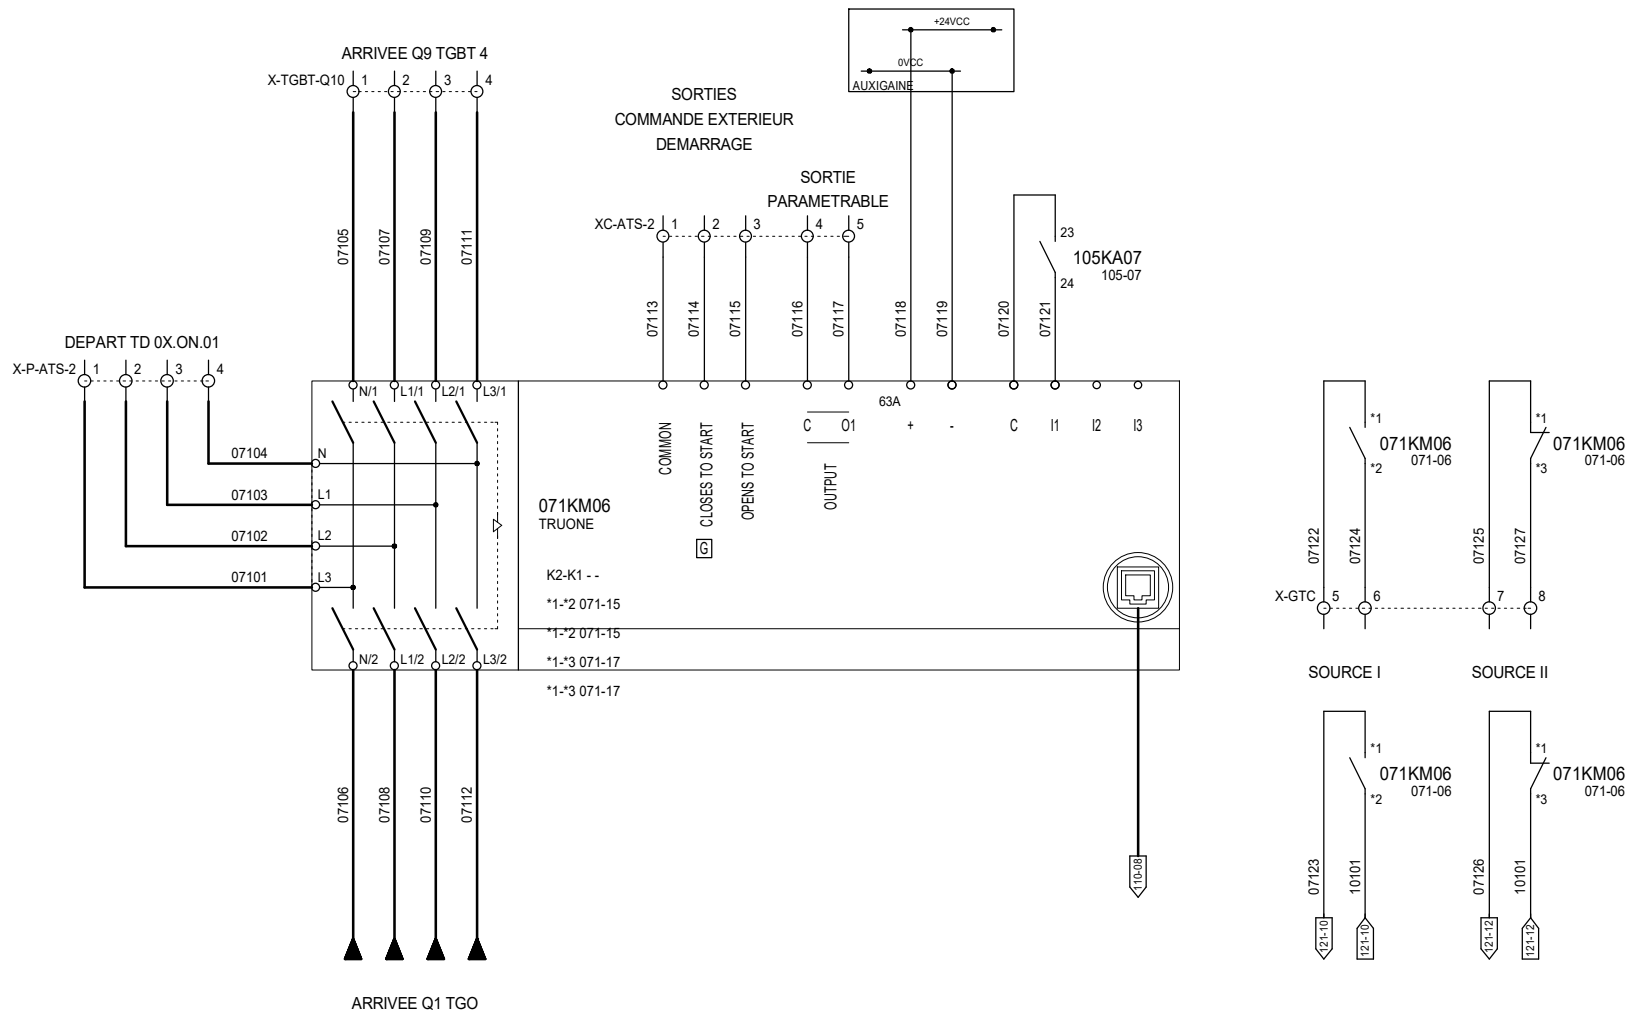 +24VCC
0VCC
AUXIGAINE
ARRIVEE Q9 TGBT 4
X-TGBT-Q10 1 2 3 4
SORTIES
COMMANDE EXTERIEUR
DEMARRAGE
SORTIE
PARAMETRABLE
XC-ATS-2 1 2 3 4 5
23
105KA07
105-07
24
07105 07107 07109 07111
07113 07114 07115 07116 07117 07118 07119 07120 07121
DEPART TD 0X.ON.01
X-P-ATS-2 1 2 3 4
N/1 L1/1 L2/1 L3/1
63A
COMMON
CLOSES TO START
G
OPENS TO START
C O1
OUTPUT
+ - C I1 I2 I3
07104 N
07103 L1
07102 L2
07101 L3
071KM06
TRUONE
K2-K1 - -
*1-*2 071-15
*1-*2 071-15
*1-*3 071-17
*1-*3 071-17
N/2 L1/2 L2/2 L3/2
07106 07108 07110 07112
ARRIVEE Q1 TGO
110-08
*1
071KM06
071-06
*2
*1
071KM06
071-06
*3
07122 07124 07125 07127
X-GTC 5 6 7 8
SOURCE I
SOURCE II
*1
071KM06
071-06
*2
*1
071KM06
071-06
*3
07123 10101 07126 10101
121-10 121-10 121-12 121-12